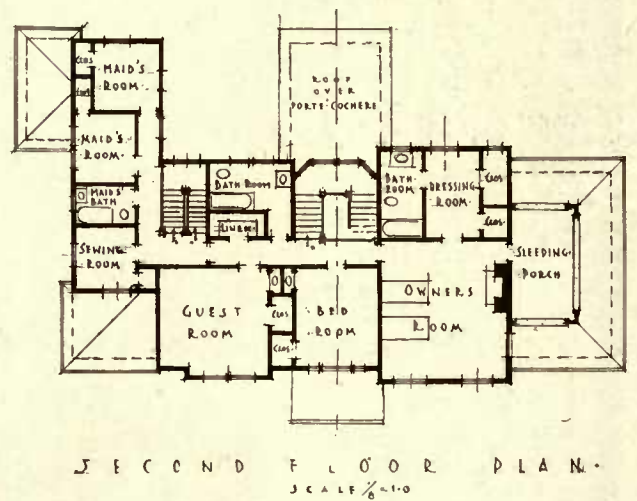 CLOS
MAID'S
ROOM
CLOS
ROOF
OVER
PORTE-COCHERE
MAID'S
ROOM
MAID'S
BATH
BATH ROOM
LINEN
BATH
ROOM
DRESSING
ROOM
CLOS
CLOS
SEWING
ROOM
SLEEPING
PORCH
GUEST
ROOM
CLOS
CLOS
BED
ROOM
OWNERS
ROOM
SECOND FLOOR PLAN.
SCALE 1/8=1-0